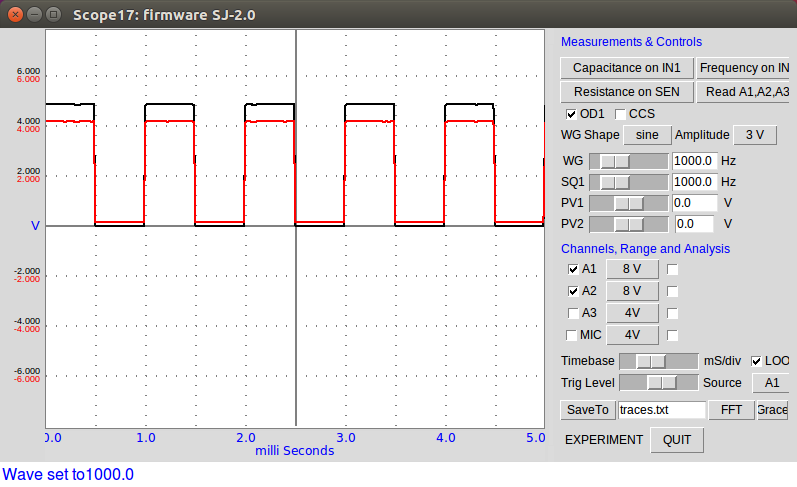 Scope17: firmware SJ-2.0
6.000
6.000
4.000
4.000
2.000
2.000
V
-2.000
-2.000
-4.000
-4.000
-6.000
-6.000
0.0 1.0 2.0 3.0 4.0 5.0
milli Seconds
Measurements & Controls
Capacitance on IN1 Frequency on IN
Resistance on SEN Read A1,A2,A3
OD1 CCS
WG Shape sine Amplitude 3 V
WG 1000.0 Hz
SQ1 1000.0 Hz
PV1 0.0 V
PV2 0.0 V
Channels, Range and Analysis
A1 8 V
A2 8 V
A3 4V
MIC 4V
Timebase mS/div LOO
Trig Level Source A1
SaveTo traces.txt FFT Grace
EXPERIMENT QUIT
Wave set to1000.0